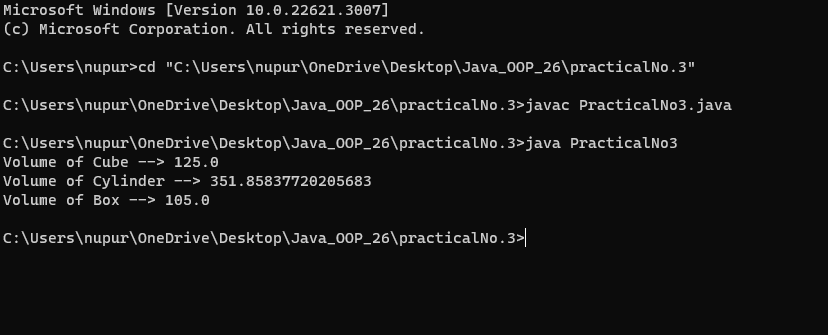 Microsoft Windows [Version 10.0.22621.3007]
(c) Microsoft Corporation. All rights reserved.
C:\Users\nupur>cd "C:\Users\nupur\OneDrive\Desktop\Java_OOP_26\practicalNo.3"
C:\Users\nupur\OneDrive\Desktop\Java_OOP_26\practicalNo.3>javac PracticalNo3.java
C:\Users\nupur\OneDrive\Desktop\Java_OOP_26\practicalNo.3>java PracticalNo3
Volume of Cube --> 125.0
Volume of Cylinder --> 351.85837720205683
Volume of Box --> 105.0
C:\Users\nupur\OneDrive\Desktop\Java_OOP_26\practicalNo.3>